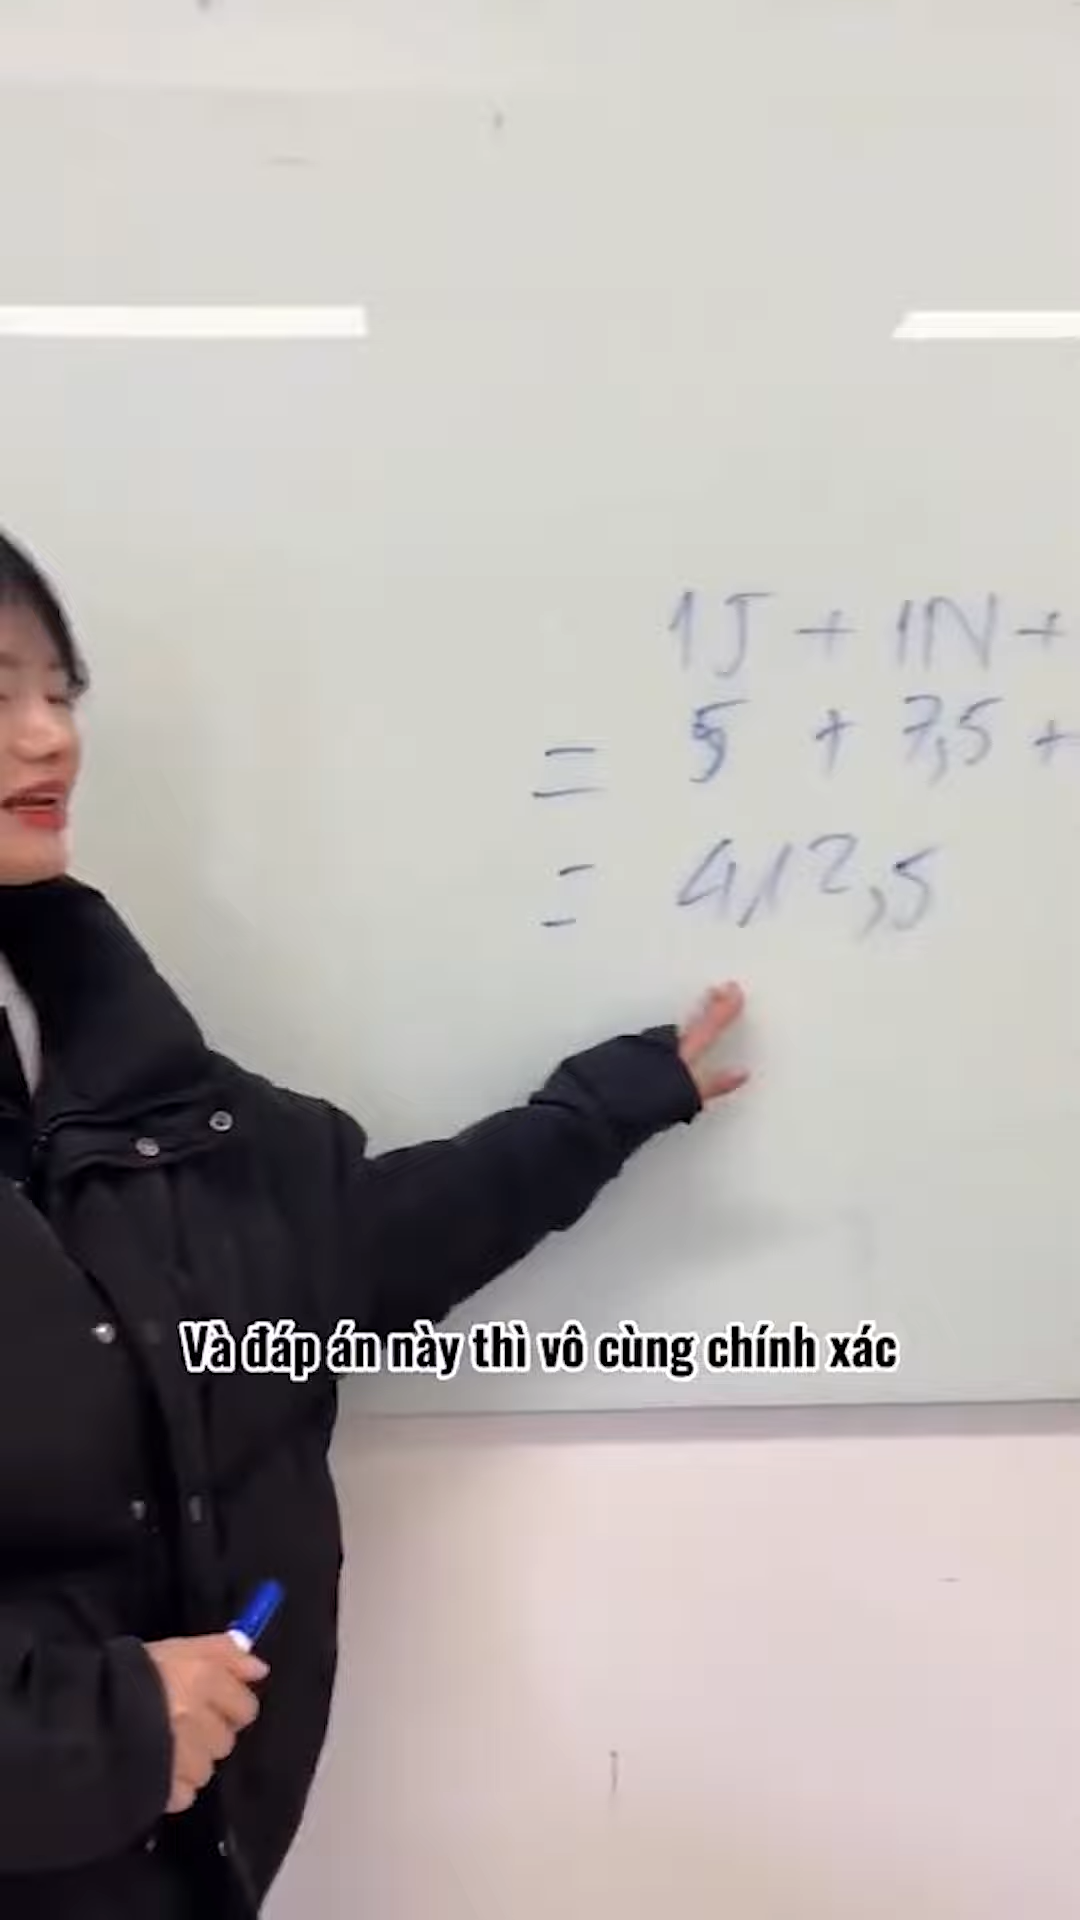 1J + 1N +
= 5 + 7,5 +
= 412,5
Và đáp án này thì vô cùng chính xác